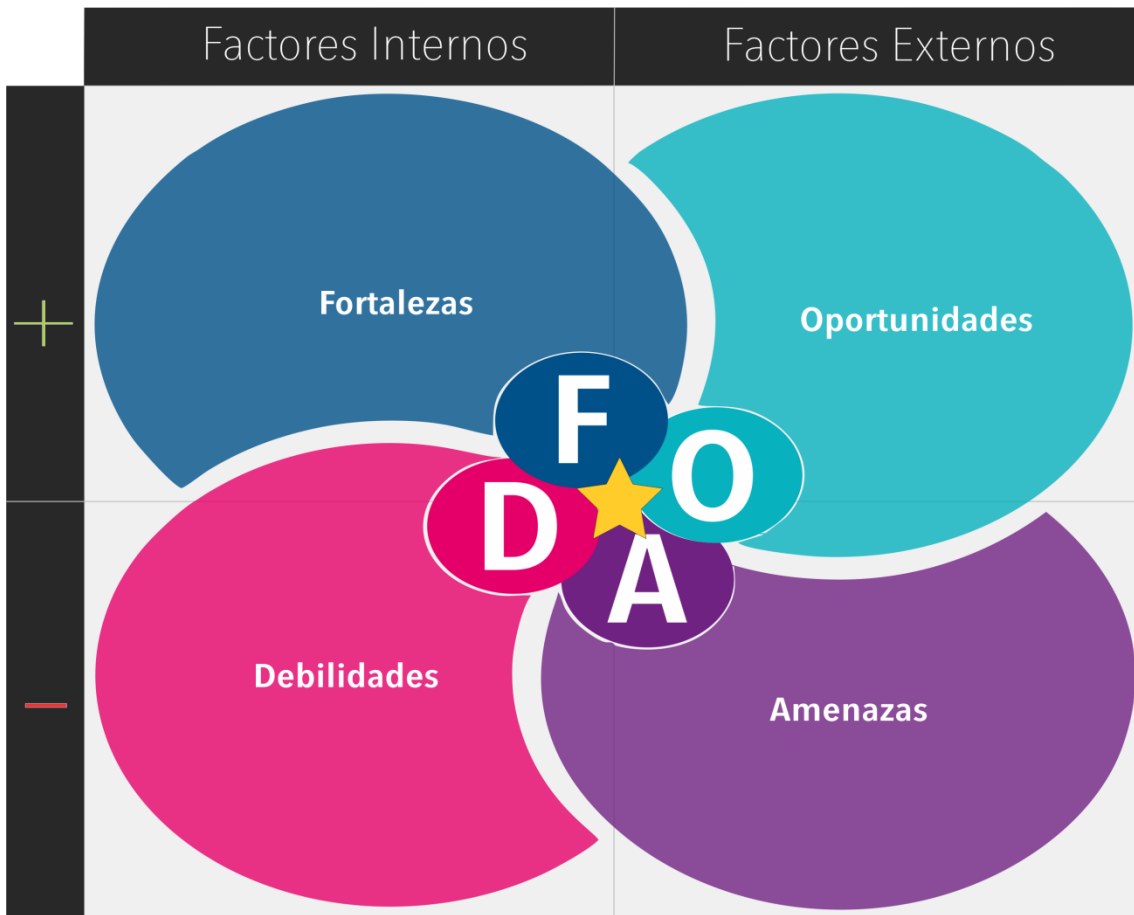 Factores Internos
Factores Externos
+
Fortalezas
Oportunidades
F
O
D
A
−
Debilidades
Amenazas